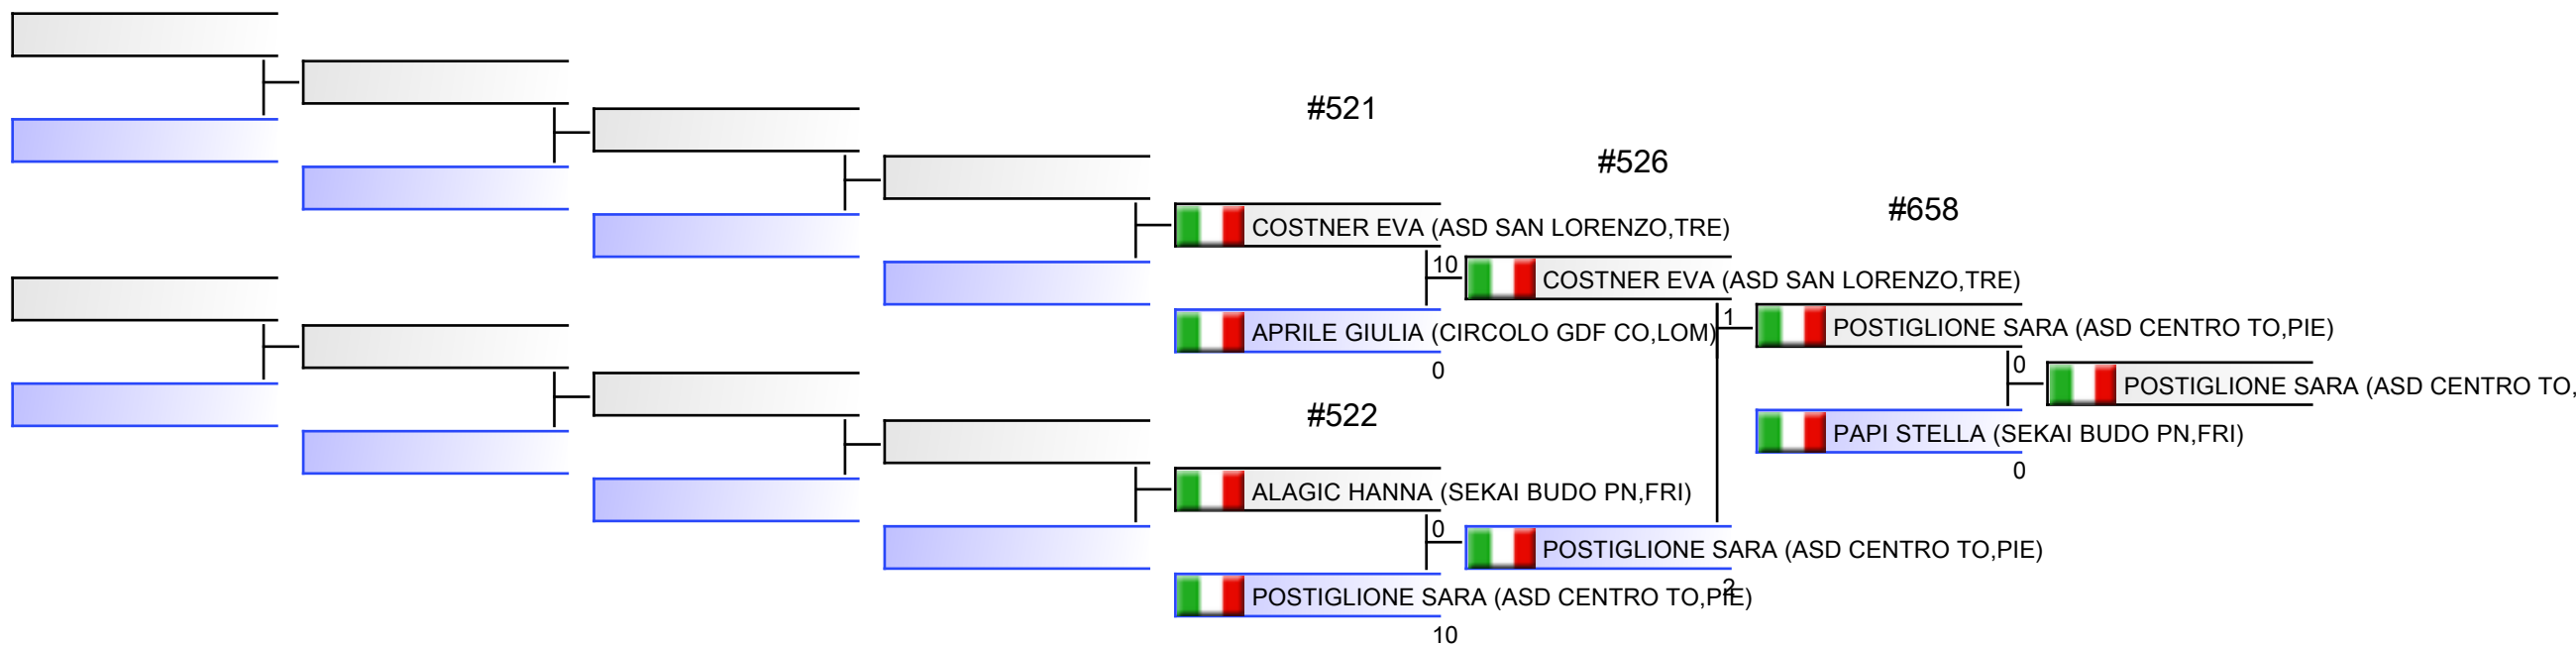 #521
#526
#658
COSTNER EVA (ASD SAN LORENZO,TRE)
10
COSTNER EVA (ASD SAN LORENZO,TRE)
1
POSTIGLIONE SARA (ASD CENTRO TO,PIE)
APRILE GIULIA (CIRCOLO GDF CO,LOM)
0
0
POSTIGLIONE SARA (ASD CENTRO TO,
#522
PAPI STELLA (SEKAI BUDO PN,FRI)
0
ALAGIC HANNA (SEKAI BUDO PN,FRI)
0
POSTIGLIONE SARA (ASD CENTRO TO,PIE)
2
POSTIGLIONE SARA (ASD CENTRO TO,PIE)
10